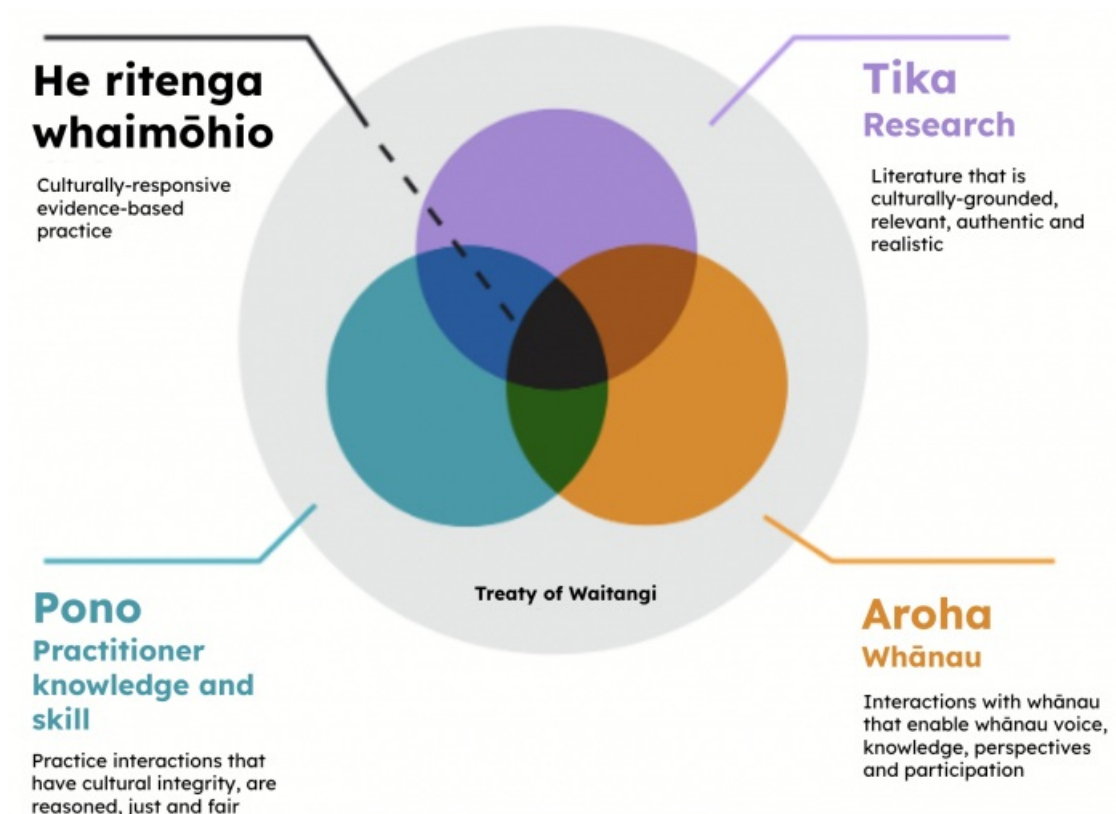 He ritenga
whaimōhio
Culturally-responsive
evidence-based
practice
Tika
Research
Literature that is
culturally-grounded,
relevant, authentic and
realistic
Treaty of Waitangi
Pono
Practitioner
knowledge and
skill
Practice interactions that
have cultural integrity, are
reasoned, just and fair
Aroha
Whānau
Interactions with whānau
that enable whānau voice,
knowledge, perspectives
and participation